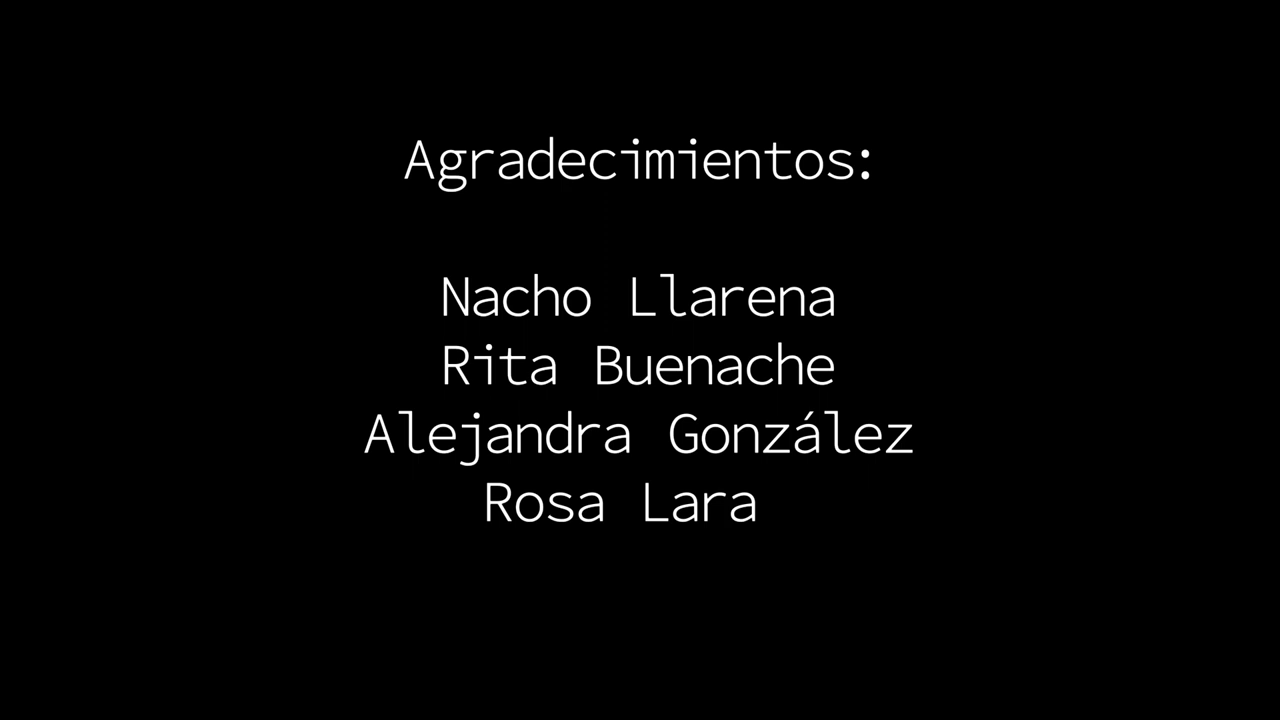 Agradecimientos:
Nacho Llarena
Rita Buenache
Alejandra González
Rosa Lara